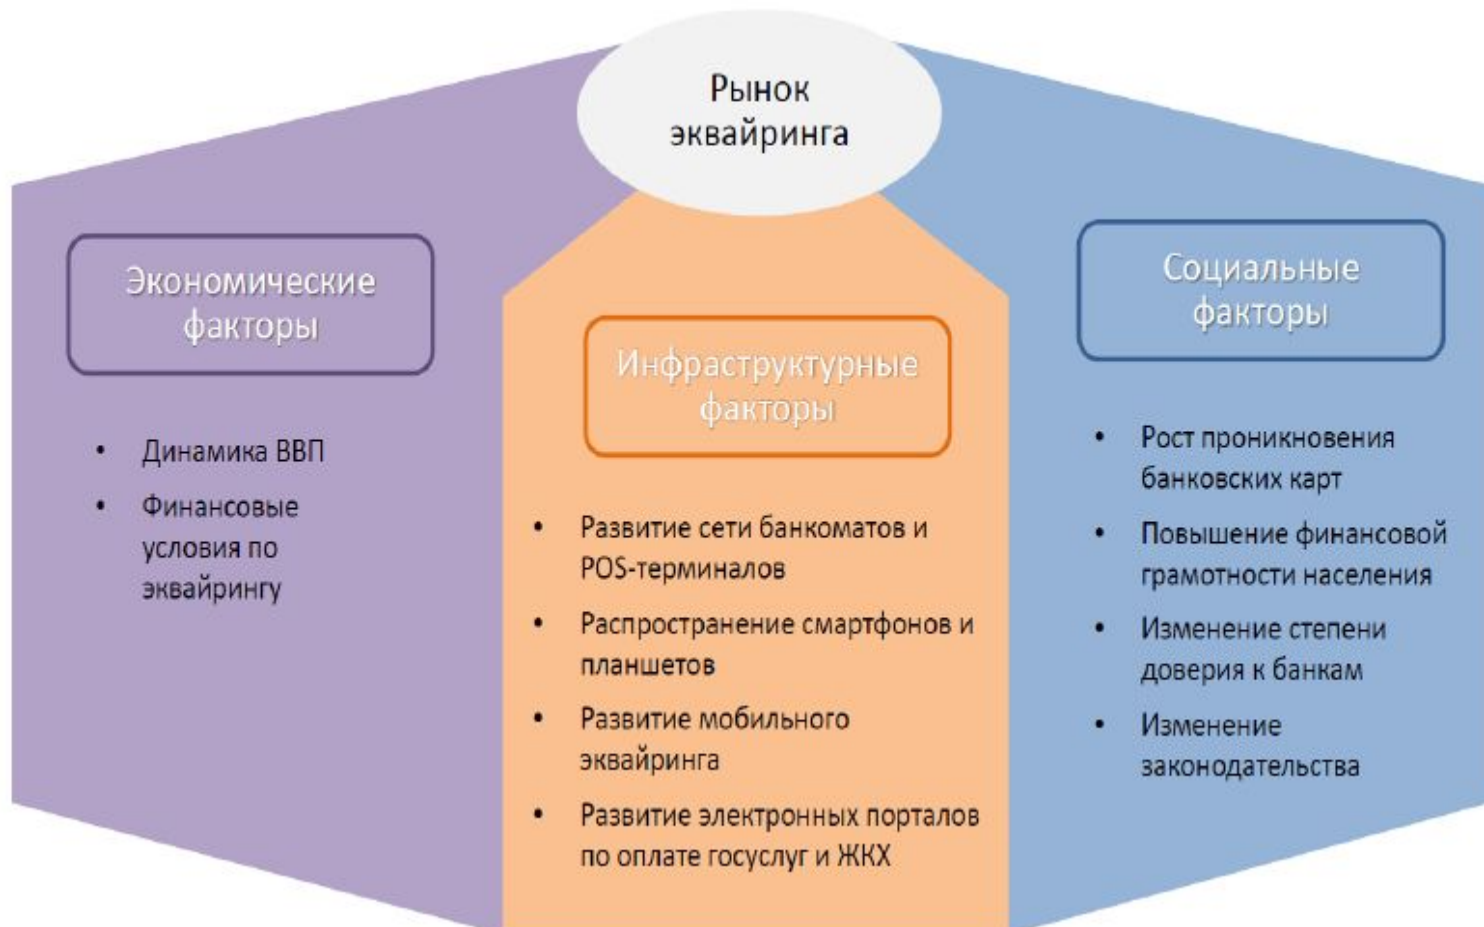 Рынок
эквайринга
Экономические
факторы
• Динамика ВВП
• Финансовые
условия по
эквайрингу
Инфраструктурные
факторы
• Развитие сети банкоматов и
POS-терминалов
• Распространение смартфонов и
планшетов
• Развитие мобильного
эквайринга
• Развитие электронных порталов
по оплате госуслуг и ЖКХ
Социальные
факторы
• Рост проникновения
банковских карт
• Повышение финансовой
грамотности населения
• Изменение степени
доверия к банкам
• Изменение
законодательства